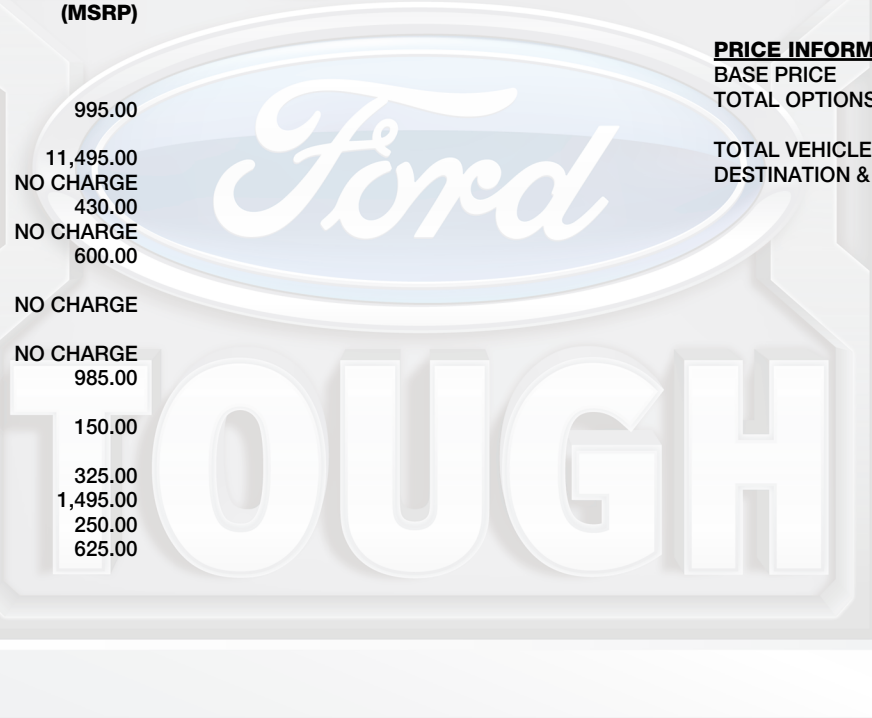 (MSRP)
995.00
11,495.00
NO CHARGE
430.00
NO CHARGE
600.00
NO CHARGE
NO CHARGE
985.00
150.00
325.00
1,495.00
250.00
625.00
PRICE INFORM
BASE PRICE
TOTAL OPTIONS
TOTAL VEHICLE
DESTINATION &
Ford
TOUGH